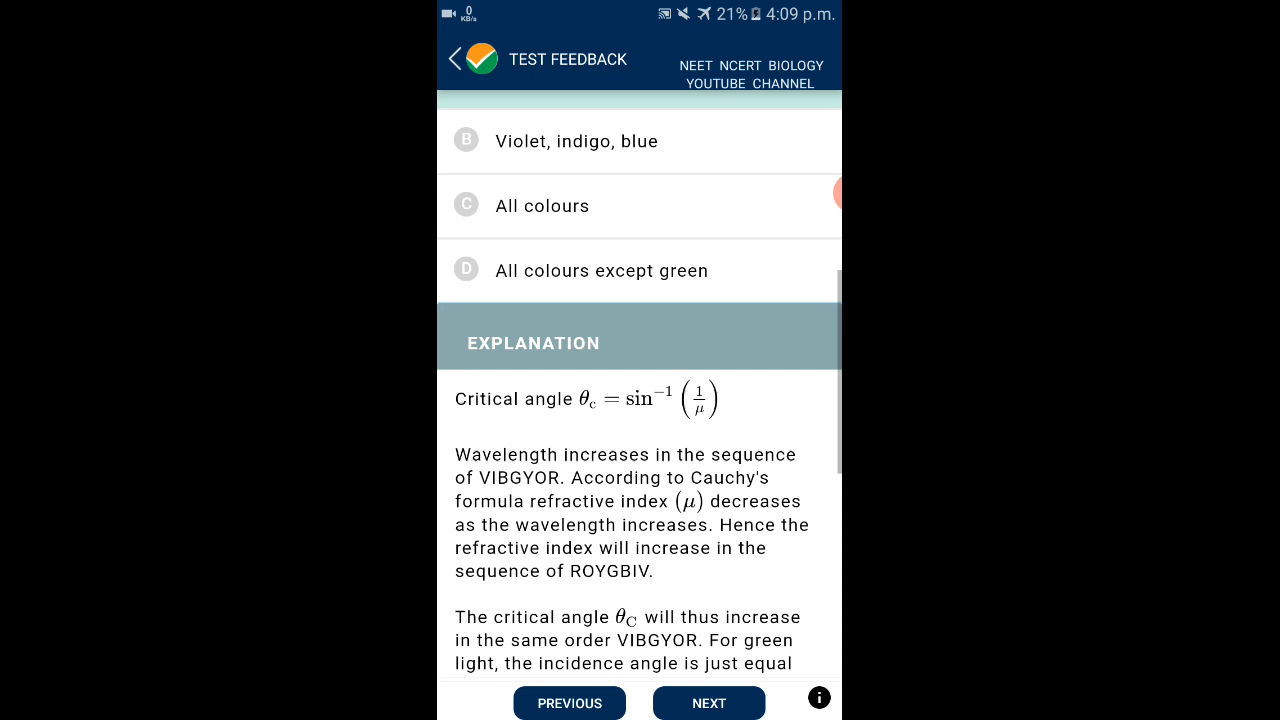 0
KB/s
21% 4:09 p.m.
TEST FEEDBACK
NEET NCERT BIOLOGY
YOUTUBE CHANNEL
B Violet, indigo, blue
C All colours
D All colours except green
EXPLANATION
Critical angle θc = sin⁻¹ (1/μ)
Wavelength increases in the sequence
of VIBGYOR. According to Cauchy's
formula refractive index (μ) decreases
as the wavelength increases. Hence the
refractive index will increase in the
sequence of ROYGBIV.
The critical angle θC will thus increase
in the same order VIBGYOR. For green
light, the incidence angle is just equal
PREVIOUS NEXT i